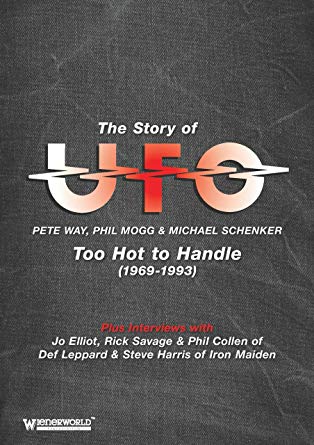 The Story of
UFO
PETE WAY, PHIL MOGG & MICHAEL SCHENKER
Too Hot to Handle
(1969-1993)
Plus Interviews with
Jo Elliot, Rick Savage & Phil Collen of
Def Leppard & Steve Harris of Iron Maiden
WIENERWORLD™